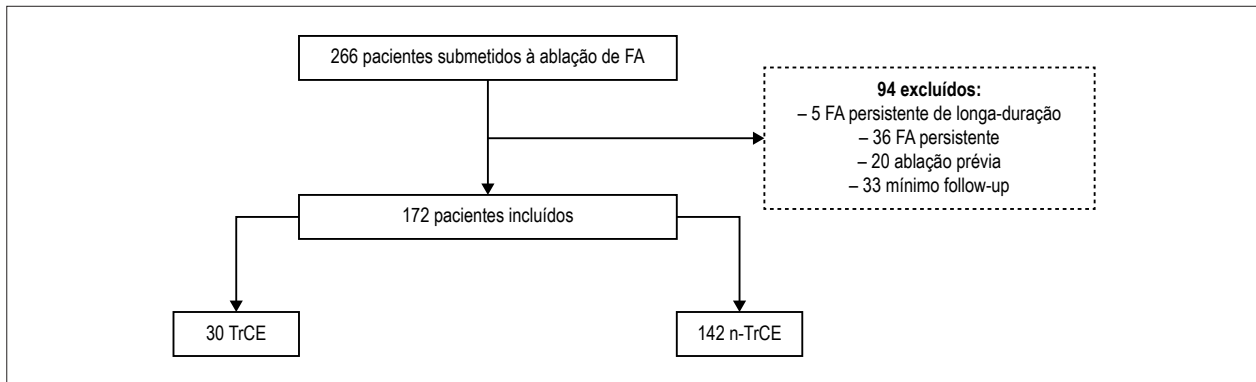 266 pacientes submetidos à ablação de FA
94 excluídos:
– 5 FA persistente de longa-duração
– 36 FA persistente
– 20 ablação prévia
– 33 mínimo follow-up
172 pacientes incluídos
30 TrCE
142 n-TrCE